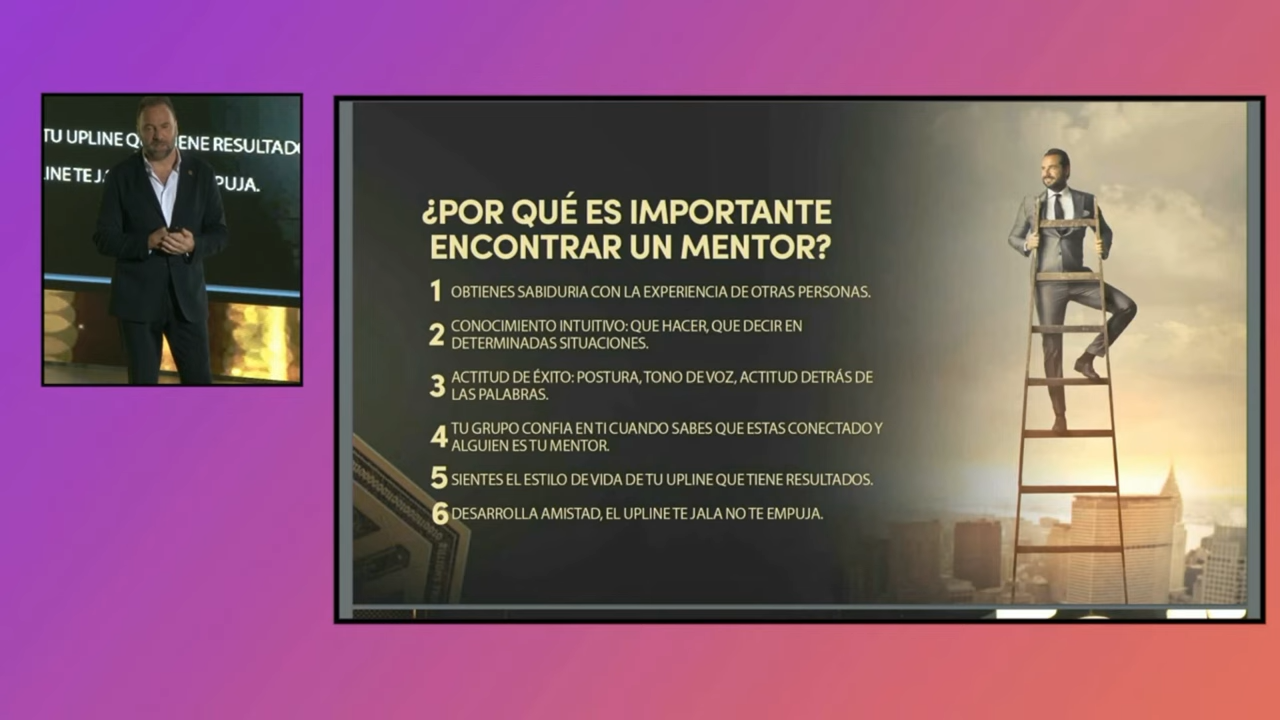 TU UPLINE Q ENE RESULTAD
INE TE J PUJA.
¿POR QUÉ ES IMPORTANTE
ENCONTRAR UN MENTOR?
1 OBTIENES SABIDURIA CON LA EXPERIENCIA DE OTRAS PERSONAS.
2 CONOCIMIENTO INTUITIVO: QUE HACER, QUE DECIR EN
DETERMINADAS SITUACIONES.
3 ACTITUD DE ÉXITO: POSTURA, TONO DE VOZ, ACTITUD DETRÁS DE
LAS PALABRAS.
4 TU GRUPO CONFIA EN TI CUANDO SABES QUE ESTAS CONECTADO Y
ALGUIEN ES TU MENTOR.
5 SIENTES EL ESTILO DE VIDA DE TU UPLINE QUE TIENE RESULTADOS.
6 DESARROLLA AMISTAD, EL UPLINE TE JALA NO TE EMPUJA.